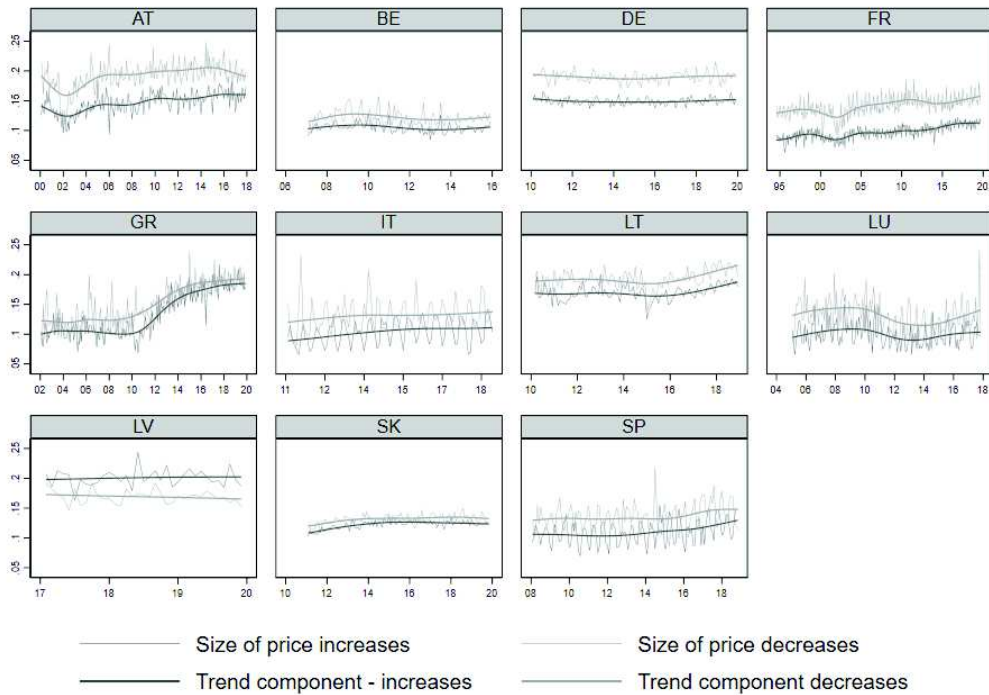 AT BE DE FR
.05 .1 .15 .2 .25
00 02 04 06 08 10 12 14 16 18
06 08 10 12 14 16
10 12 14 16 18 20
95 00 05 10 15 20
GR IT LT LU
.05 .1 .15 .2 .25
02 04 06 08 10 12 14 16 18 20
11 12 14 15 16 18
10 12 14 16 18
04 06 08 10 12 14 16 18
LV SK SP
.05 .1 .15 .2 .25
17 18 19 20
10 12 14 16 18 20
08 10 12 14 16 18
Size of price increases Size of price decreases
Trend component - increases Trend component decreases